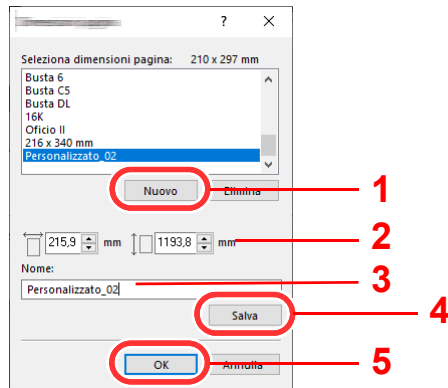 ? ×
Seleziona dimensioni pagina: 210 x 297 mm
Busta 6
Busta C5
Busta DL
16K
Oficio II
216 x 340 mm
Personalizzato_02
Nuovo Elimina 1
215,9 mm 1193,8 mm 2
Nome:
Personalizzato_02 3
Salva 4
OK Annulla 5